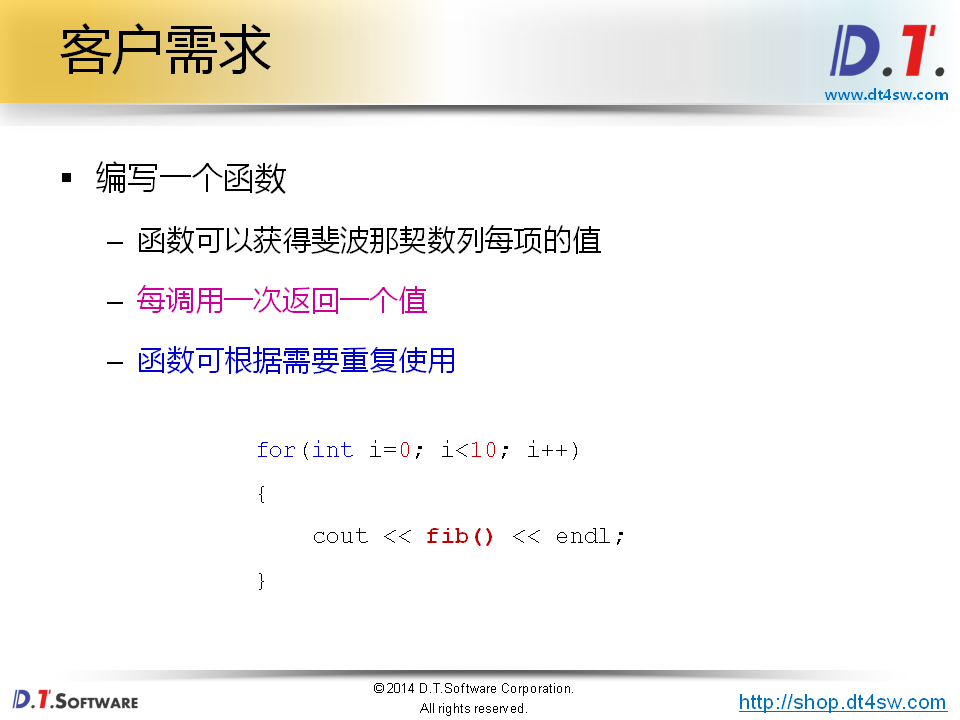 客户需求
D.T.
www.dt4sw.com
▪ 编写一个函数
– 函数可以获得斐波那契数列每项的值
– 每调用一次返回一个值
– 函数可根据需要重复使用
for(int i=0; i<10; i++)
{
    cout << fib() << endl;
}
D.T.SOFTWARE
©2014 D.T.Software Corporation.
All rights reserved.
http://shop.dt4sw.com